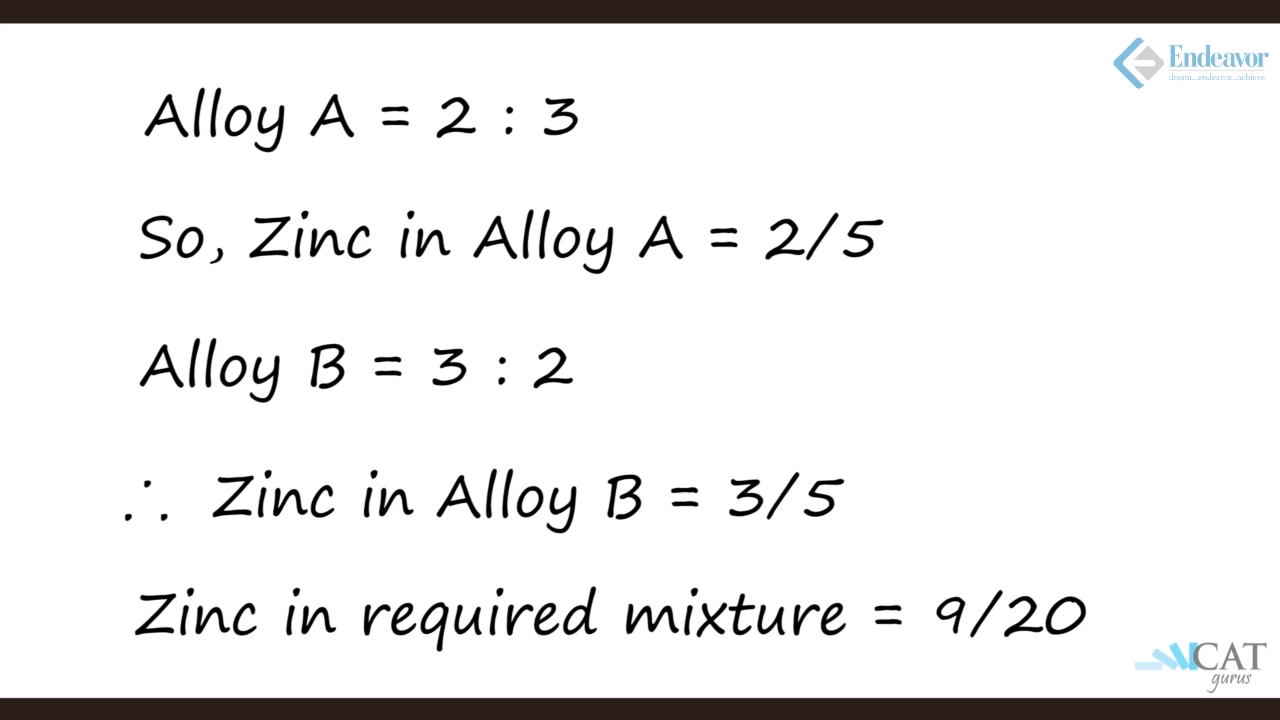 Endeavor
dream...endeavor...achieve
Alloy A = 2 : 3
So, Zinc in Alloy A = 2/5
Alloy B = 3 : 2
∴ Zinc in Alloy B = 3/5
Zinc in required mixture = 9/20
CAT
gurus